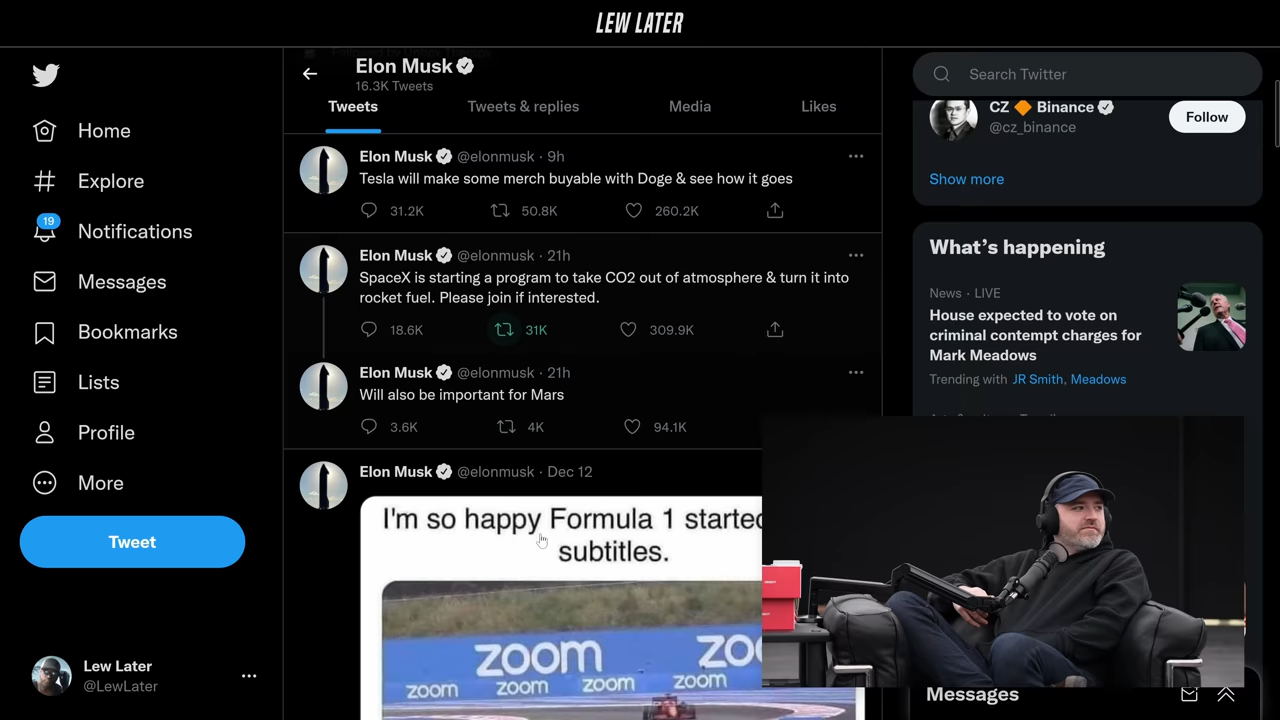 LEW LATER
Home
Explore
19
Notifications
Messages
Bookmarks
Lists
Profile
More
Tweet
Lew Later
@LewLater
Elon Musk
16.3K Tweets
Tweets
Tweets & replies
Media
Likes
Elon Musk @elonmusk · 9h
Tesla will make some merch buyable with Doge & see how it goes
31.2K
50.8K
260.2K
Elon Musk @elonmusk · 21h
SpaceX is starting a program to take CO2 out of atmosphere & turn it into
rocket fuel. Please join if interested.
18.6K
31K
309.9K
Elon Musk @elonmusk · 21h
Will also be important for Mars
3.6K
4K
94.1K
Elon Musk @elonmusk · Dec 12
I'm so happy Formula 1 started
subtitles.
zoom
zoom
zoom
zoom
zoom
Search Twitter
CZ 🔶 Binance
@cz_binance
Follow
Show more
What's happening
News · LIVE
House expected to vote on
criminal contempt charges for
Mark Meadows
Trending with JR Smith, Meadows
Messages